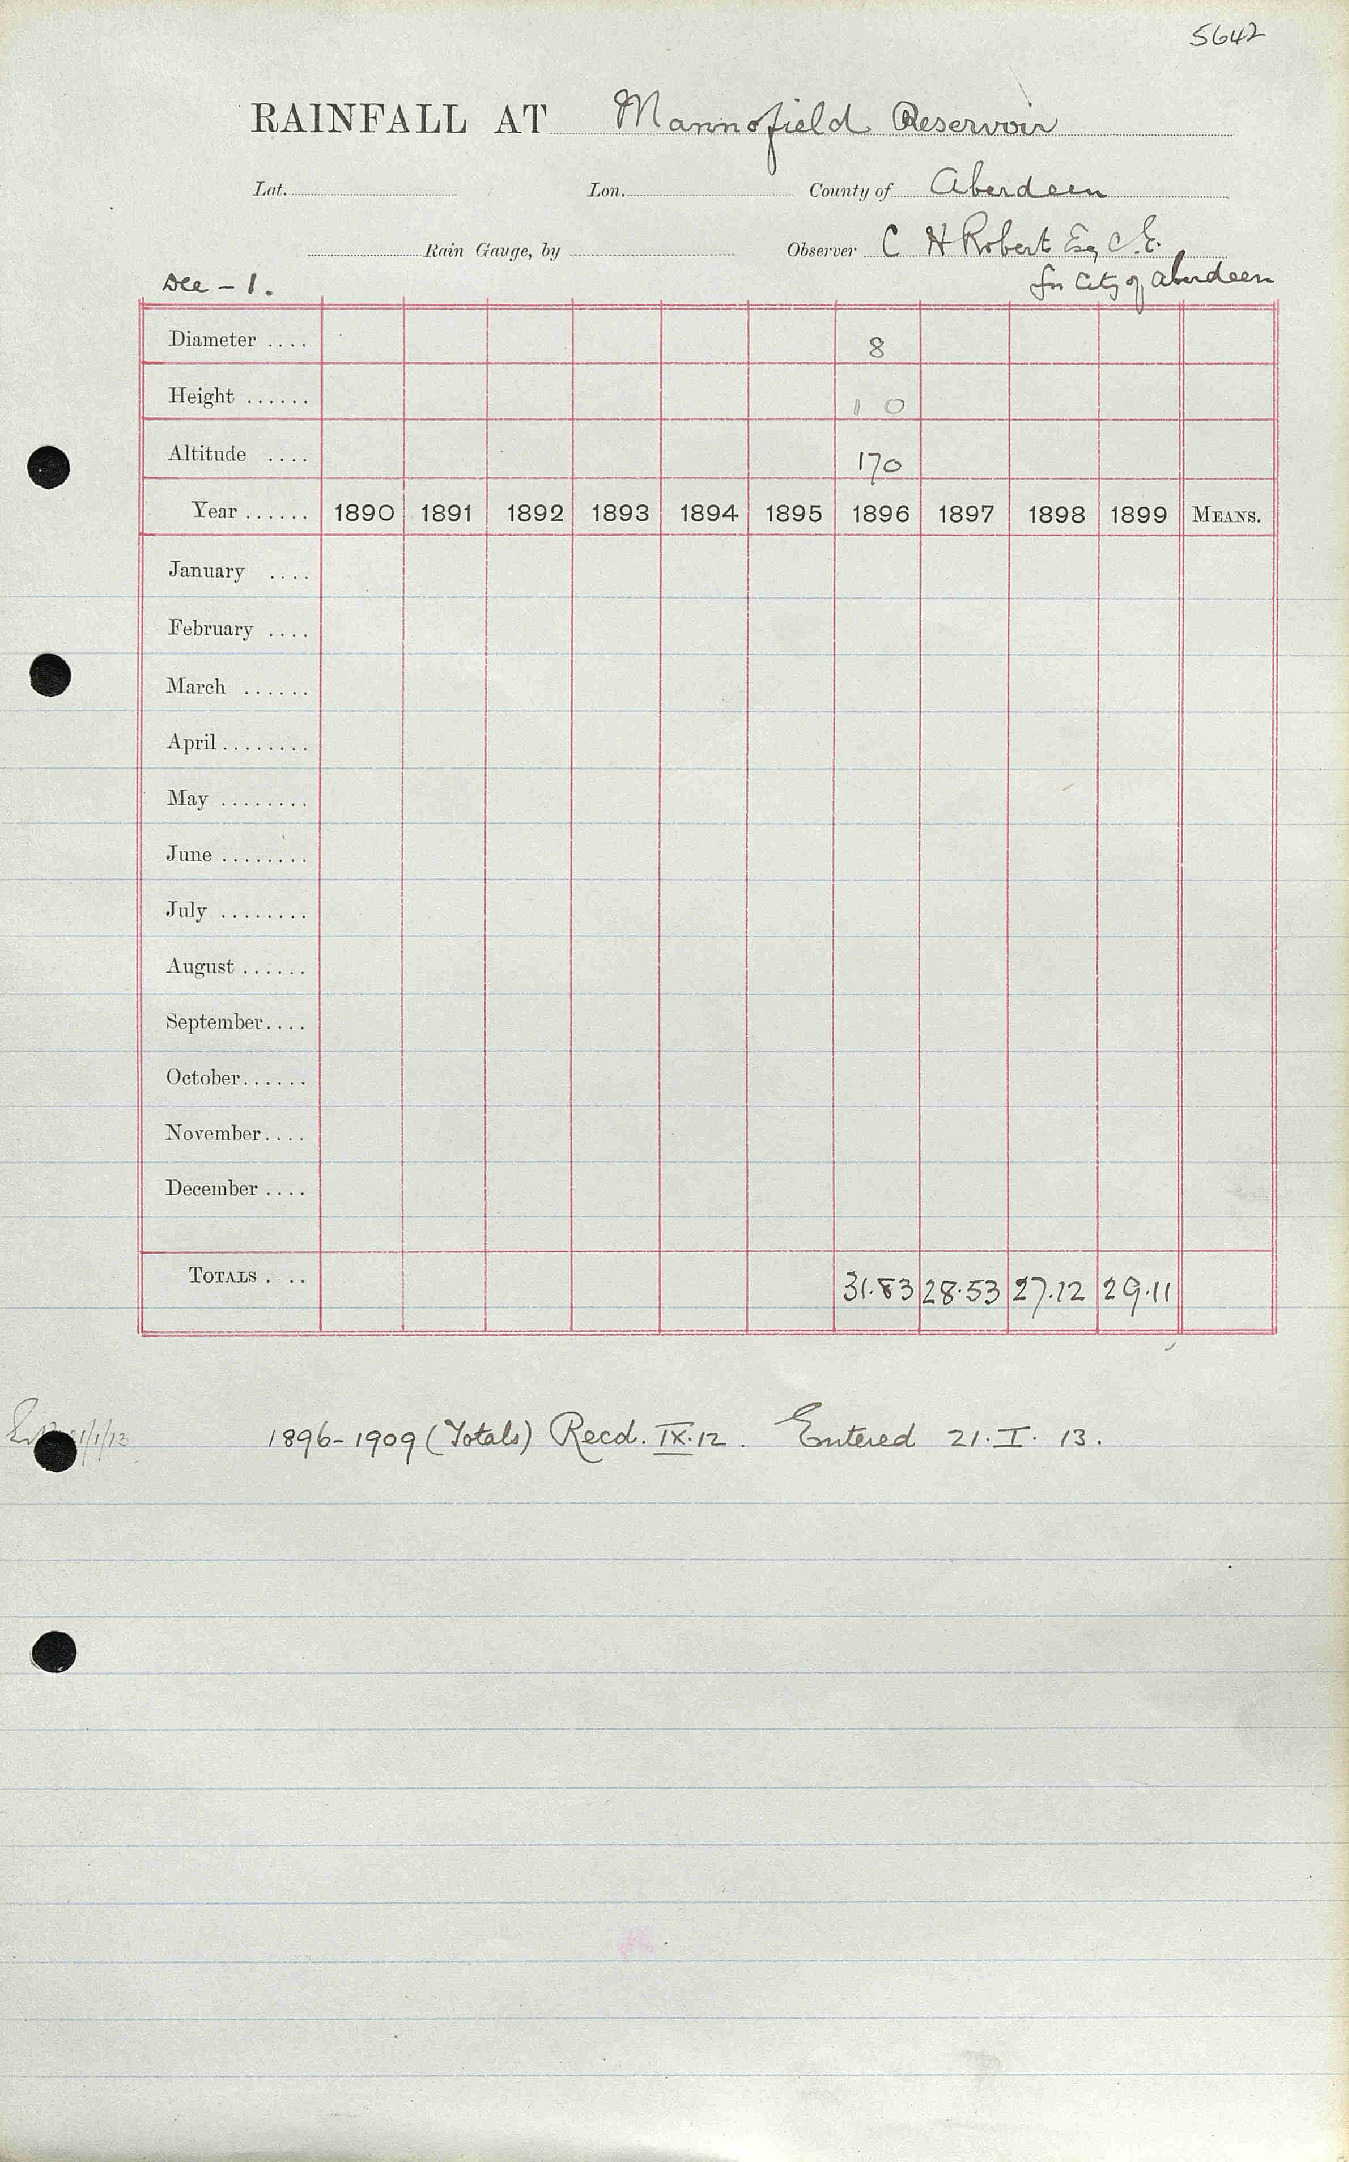 5642
RAINFALL AT Mannofield Reservoir
Lat. Lon. County of Aberdeen
Rain Gauge, by Observer C H Robert Esq C.E.
Dee - 1. for City of Aberdeen
Diameter .... 8
Height ...... 1 0
Altitude .... 170
Year ...... 1890 1891 1892 1893 1894 1895 1896 1897 1898 1899 MEANS.
January ....
February ....
March ......
April ........
May ........
June ........
July ........
August ......
September....
October......
November....
December ....
TOTALS . .. 31.83 28.53 27.12 29.11
21/1/13 1896-1909 (Totals) Recd. IX.12. Entered 21. I. 13.